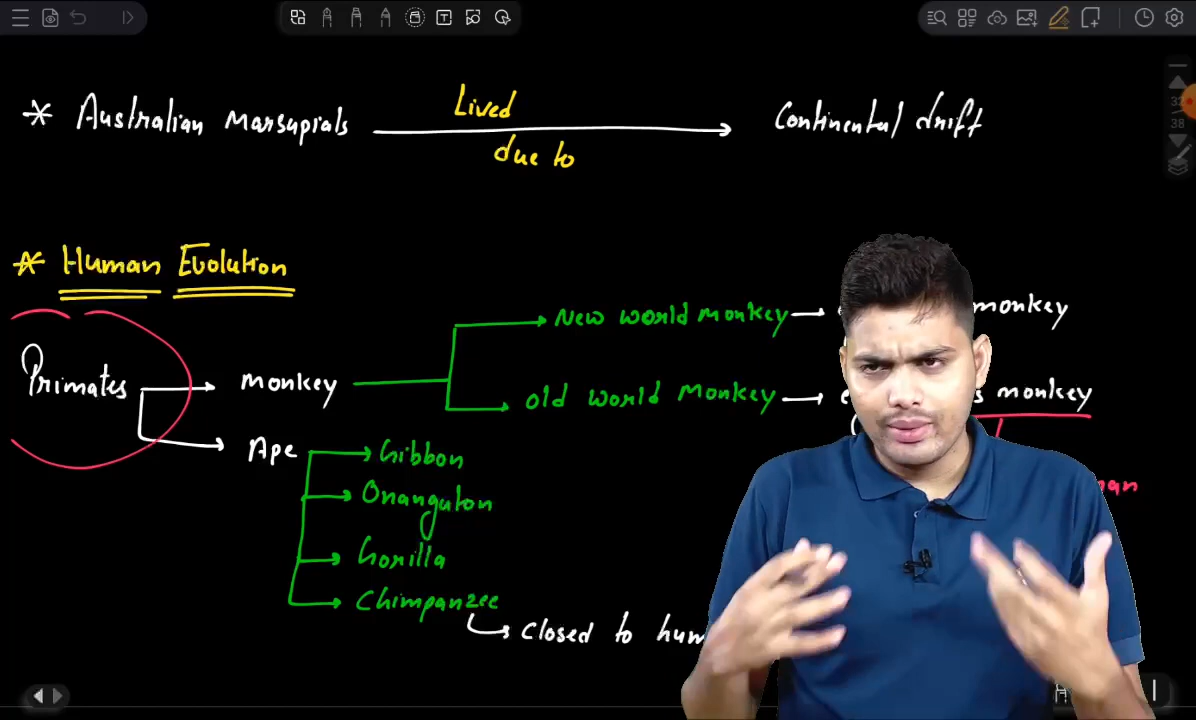 * Australian Marsupials Lived due to Continental drift
* Human Evolution
New world Monkey monkey
Primates monkey old world Monkey monkey
Ape Gibbon
Orangutan
Gorilla
Chimpanzee
Closed to